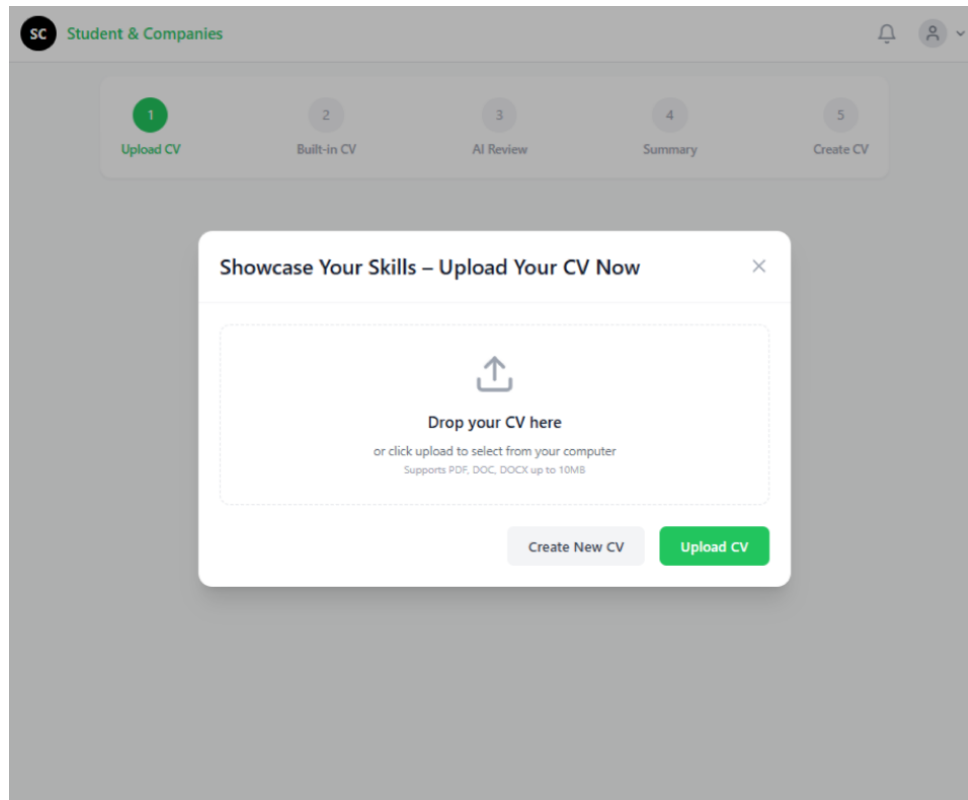 SC Student & Companies
1 2 3 4 5
Upload CV Built-in CV AI Review Summary Create CV
Showcase Your Skills – Upload Your CV Now
Drop your CV here
or click upload to select from your computer
Supports PDF, DOC, DOCX up to 10MB
Create New CV Upload CV